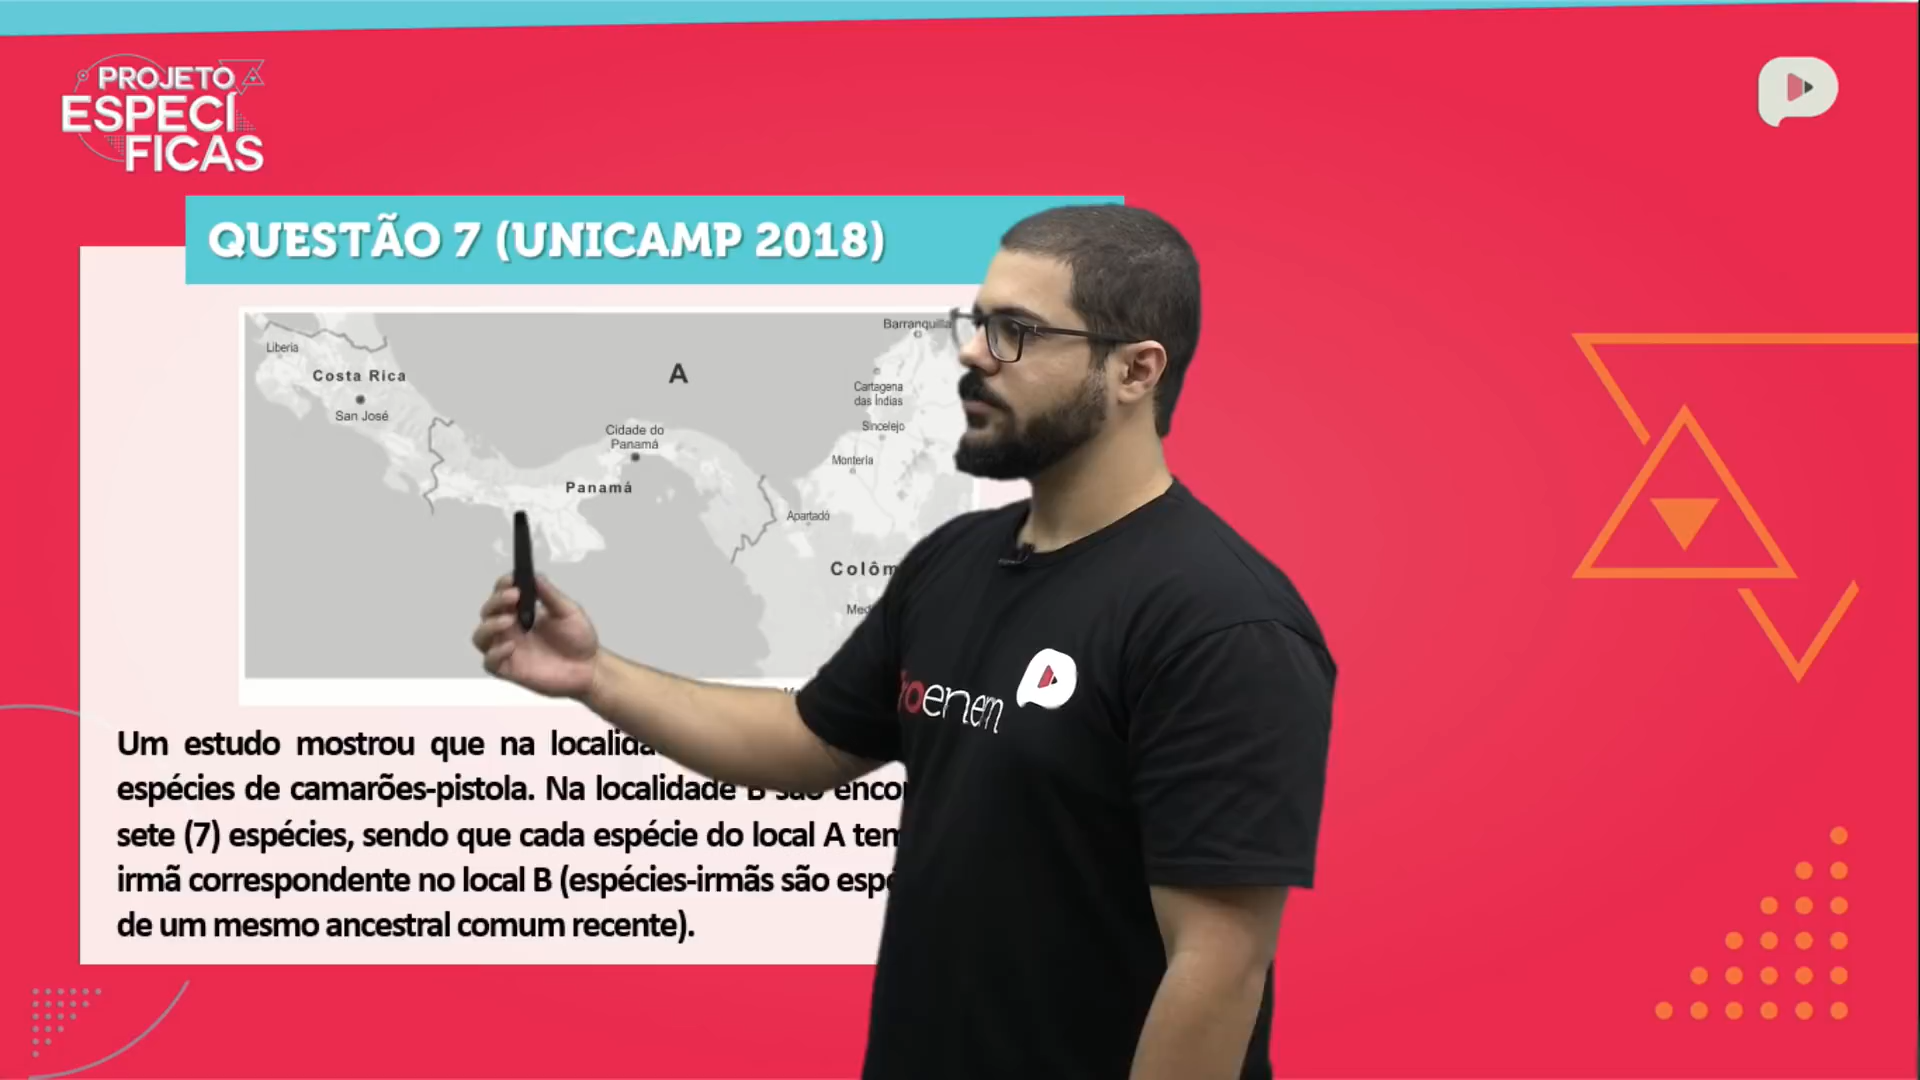 PROJETO
ESPECÍ
FICAS
QUESTÃO 7 (UNICAMP 2018)
Barranquilla
Liberia
Costa Rica
A
Cartagena
das Índias
San José
Sincelejo
Cidade do
Panamá
Montería
Panamá
Apartadó
enem
Um estudo mostrou que na
espécies de camarões-pistola. Na localidade B são
sete (7) espécies, sendo que cada espécie do local A
irmã correspondente no local B (espécies-irmãs são
de um mesmo ancestral comum recente).